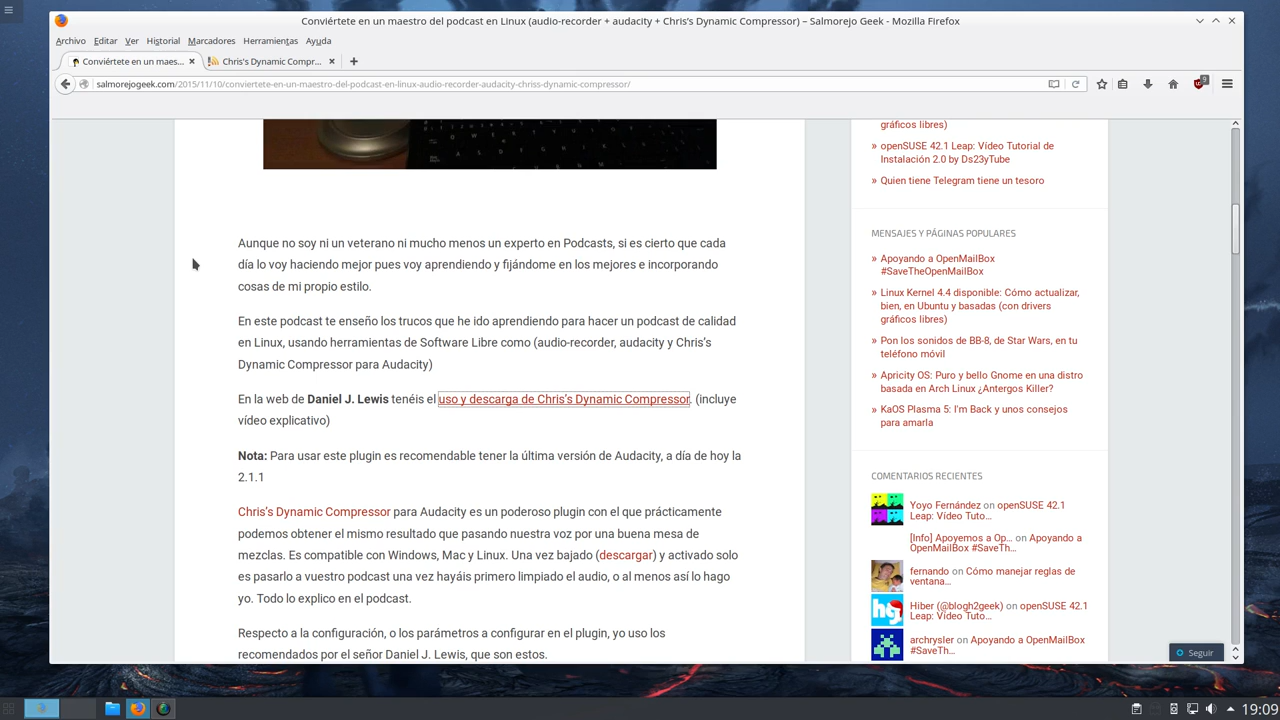 Conviértete en un maestro del podcast en Linux (audio-recorder + audacity + Chris's Dynamic Compressor) – Salmorejo Geek - Mozilla Firefox
Archivo Editar Ver Historial Marcadores Herramientas Ayuda
Conviértete en un maes... Chris's Dynamic Compr...
salmorejogeek.com/2015/11/10/conviertete-en-un-maestro-del-podcast-en-linux-audio-recorder-audacity-chriss-dynamic-compressor/
9
Aunque no soy ni un veterano ni mucho menos un experto en Podcasts, si es cierto que cada
día lo voy haciendo mejor pues voy aprendiendo y fijándome en los mejores e incorporando
cosas de mi propio estilo.
En este podcast te enseño los trucos que he ido aprendiendo para hacer un podcast de calidad
en Linux, usando herramientas de Software Libre como (audio-recorder, audacity y Chris's
Dynamic Compressor para Audacity)
En la web de Daniel J. Lewis tenéis el uso y descarga de Chris's Dynamic Compressor. (incluye
vídeo explicativo)
Nota: Para usar este plugin es recomendable tener la última versión de Audacity, a día de hoy la
2.1.1
Chris's Dynamic Compressor para Audacity es un poderoso plugin con el que prácticamente
podemos obtener el mismo resultado que pasando nuestra voz por una buena mesa de
mezclas. Es compatible con Windows, Mac y Linux. Una vez bajado (descargar) y activado solo
es pasarlo a vuestro podcast una vez hayáis primero limpiado el audio, o al menos así lo hago
yo. Todo lo explico en el podcast.
Respecto a la configuración, o los parámetros a configurar en el plugin, yo uso los
recomendados por el señor Daniel J. Lewis, que son estos.
gráficos libres)
» openSUSE 42.1 Leap: Vídeo Tutorial de
Instalación 2.0 by Ds23yTube
» Quien tiene Telegram tiene un tesoro
MENSAJES Y PÁGINAS POPULARES
» Apoyando a OpenMailBox
#SaveTheOpenMailBox
» Linux Kernel 4.4 disponible: Cómo actualizar,
bien, en Ubuntu y basadas (con drivers
gráficos libres)
» Pon los sonidos de BB-8, de Star Wars, en tu
teléfono móvil
» Apricity OS: Puro y bello Gnome en una distro
basada en Arch Linux ¿Antergos Killer?
» KaOS Plasma 5: I'm Back y unos consejos
para amarla
COMENTARIOS RECIENTES
Yoyo Fernández on openSUSE 42.1
Leap: Vídeo Tuto...
[Info] Apoyemos a Op... on Apoyando a
OpenMailBox #SaveTh...
fernando on Cómo manejar reglas de
ventana...
Hiber (@blogh2geek) on openSUSE 42.1
Leap: Vídeo Tuto...
archrysler on Apoyando a OpenMailBox
#SaveTh...
Seguir
19:09